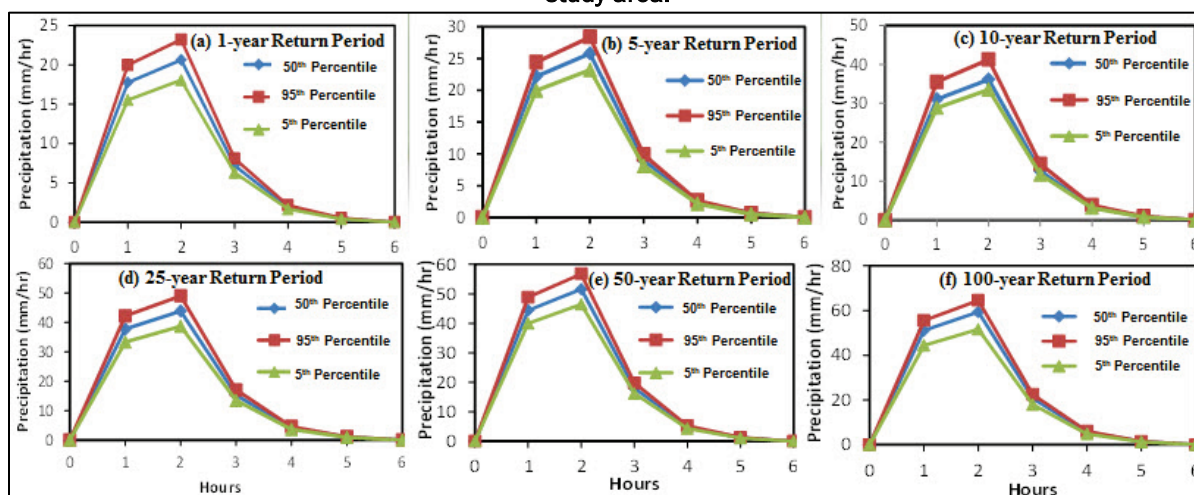 study area.
(a) 1-year Return Period
Precipitation (mm/hr)
25
20
15
10
5
0
50th Percentile
95th Percentile
5th Percentile
0 1 2 3 4 5 6
(b) 5-year Return Period
Precipitation (mm/hr)
30
25
20
15
10
5
0
50th Percentile
95th Percentile
5th Percentile
0 1 2 3 4 5 6
(c) 10-year Return Period
Precipitation (mm/hr)
50
40
30
20
10
0
50th Percentile
95th Percentile
5th Percentile
0 1 2 3 4 5 6
(d) 25-year Return Period
Precipitation (mm/hr)
60
50
40
30
20
10
0
50th Percentile
95th Percentile
5th Percentile
0 1 2 3 4 5 6
Hours
(e) 50-year Return Period
Precipitation (mm/hr)
60
50
40
30
20
10
0
50th Percentile
95th Percentile
5th Percentile
0 1 2 3 4 5 6
Hours
(f) 100-year Return Period
Precipitation (mm/hr)
80
60
40
20
0
50th Percentile
95th Percentile
5th Percentile
0 1 2 3 4 5 6
Hours